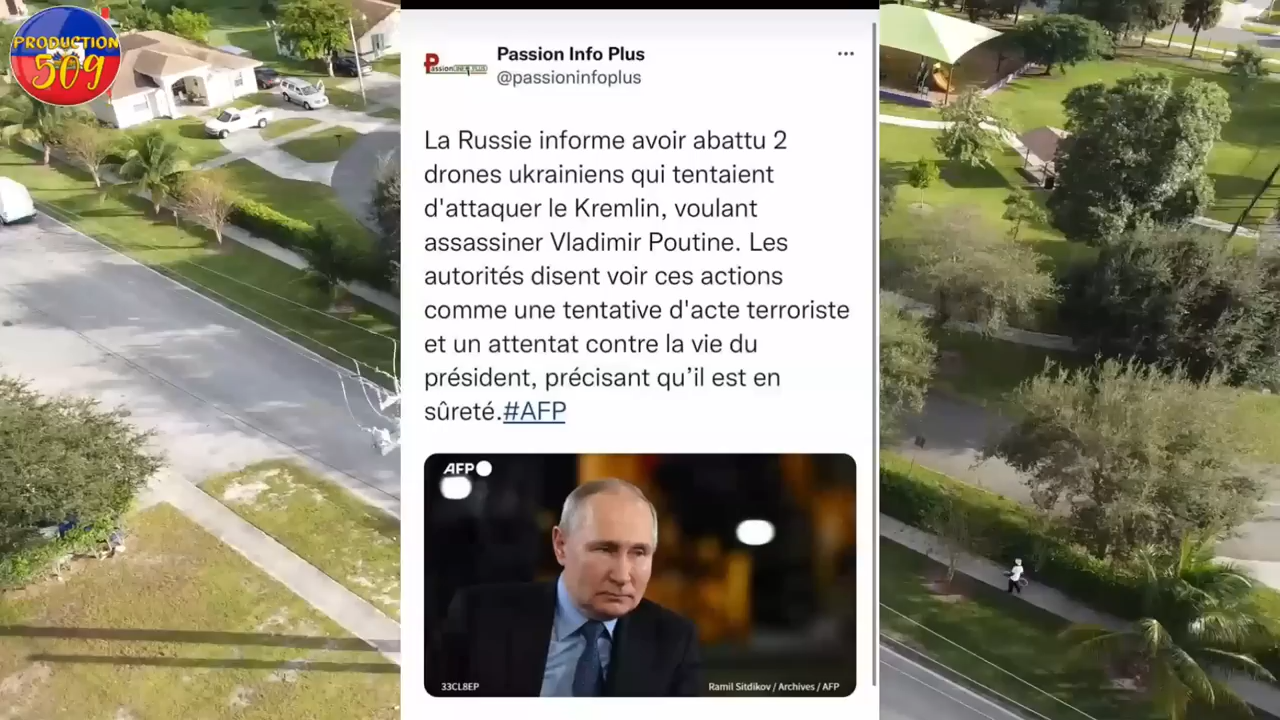 PRODUCTION
509
Passion Info Plus
@passioninfoplus
La Russie informe avoir abattu 2
drones ukrainiens qui tentaient
d'attaquer le Kremlin, voulant
assassiner Vladimir Poutine. Les
autorités disent voir ces actions
comme une tentative d'acte terroriste
et un attentat contre la vie du
président, précisant qu’il est en
sûreté.#AFP
AFP
33CL8EP
Ramil Sitdikov / Archives / AFP